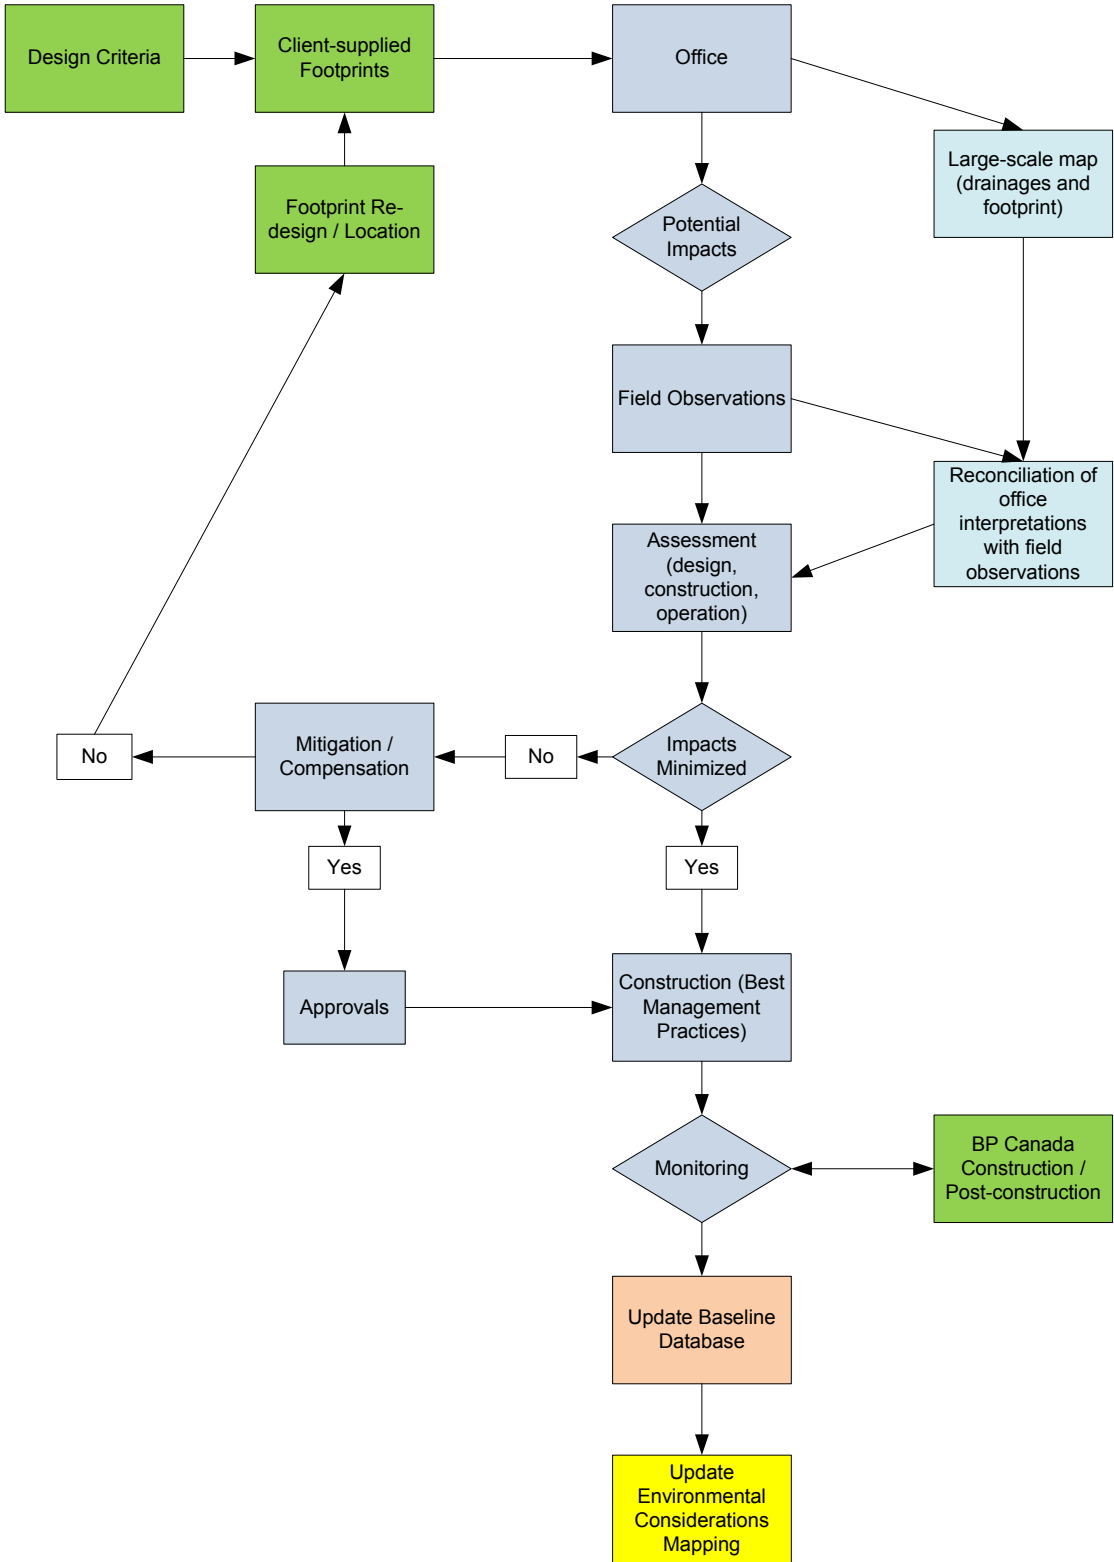 Design Criteria
Client-supplied
Footprints
Office
Large-scale map
(drainages and
footprint)
Footprint Re-
design / Location
Potential
Impacts
Field Observations
Reconciliation of
office
interpretations
with field
observations
Assessment
(design,
construction,
operation)
No
Mitigation /
Compensation
No
Impacts
Minimized
Yes
Yes
Approvals
Construction (Best
Management
Practices)
Monitoring
BP Canada
Construction /
Post-construction
Update Baseline
Database
Update
Environmental
Considerations
Mapping